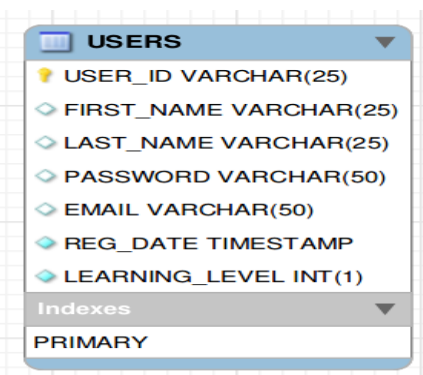 USERS
USER_ID VARCHAR(25)
FIRST_NAME VARCHAR(25)
LAST_NAME VARCHAR(25)
PASSWORD VARCHAR(50)
EMAIL VARCHAR(50)
REG_DATE TIMESTAMP
LEARNING_LEVEL INT(1)
Indexes
PRIMARY